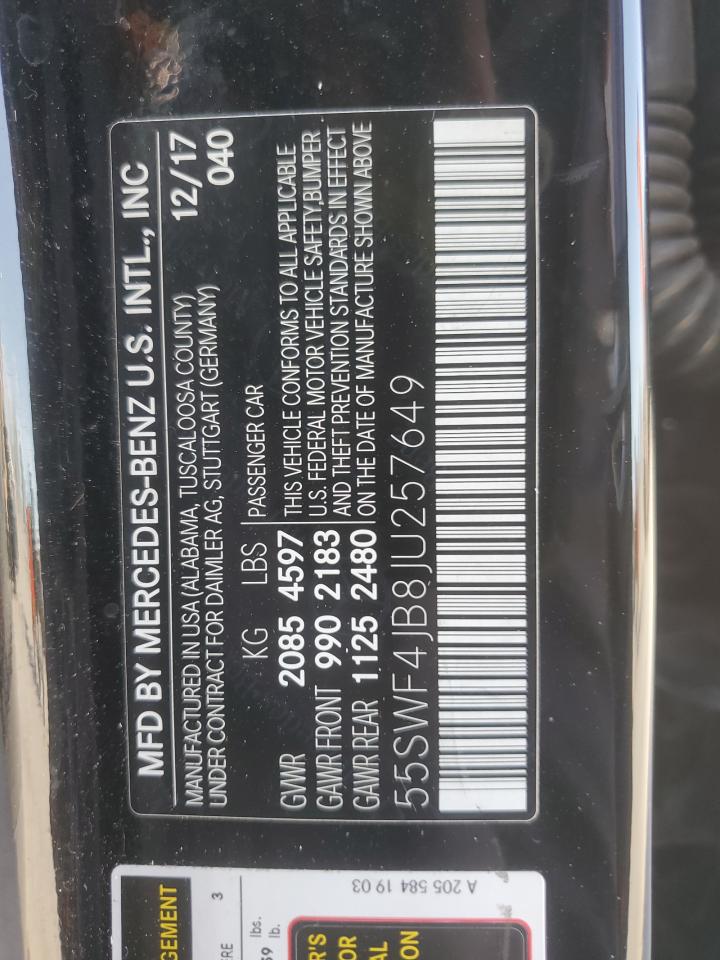 MFD BY MERCEDES-BENZ U.S. INTL., INC
MANUFACTURED IN USA (ALABAMA, TUSCALOOSA COUNTY) 12/17
UNDER CONTRACT FOR DAIMLER AG, STUTTGART (GERMANY) 040
KG LBS PASSENGER CAR
GVWR 2085 4597 THIS VEHICLE CONFORMS TO ALL APPLICABLE
GAWR FRONT 990 2183 U.S. FEDERAL MOTOR VEHICLE SAFETY,BUMPER
AND THEFT PREVENTION STANDARDS IN EFFECT
GAWR REAR 1125 2480 ON THE DATE OF MANUFACTURE SHOWN ABOVE
55SWF4JB8JU257649
GEMENT
3
ERE
lbs.
59 lb.
R'S
OR
AL
ON
A 205 584 19 03